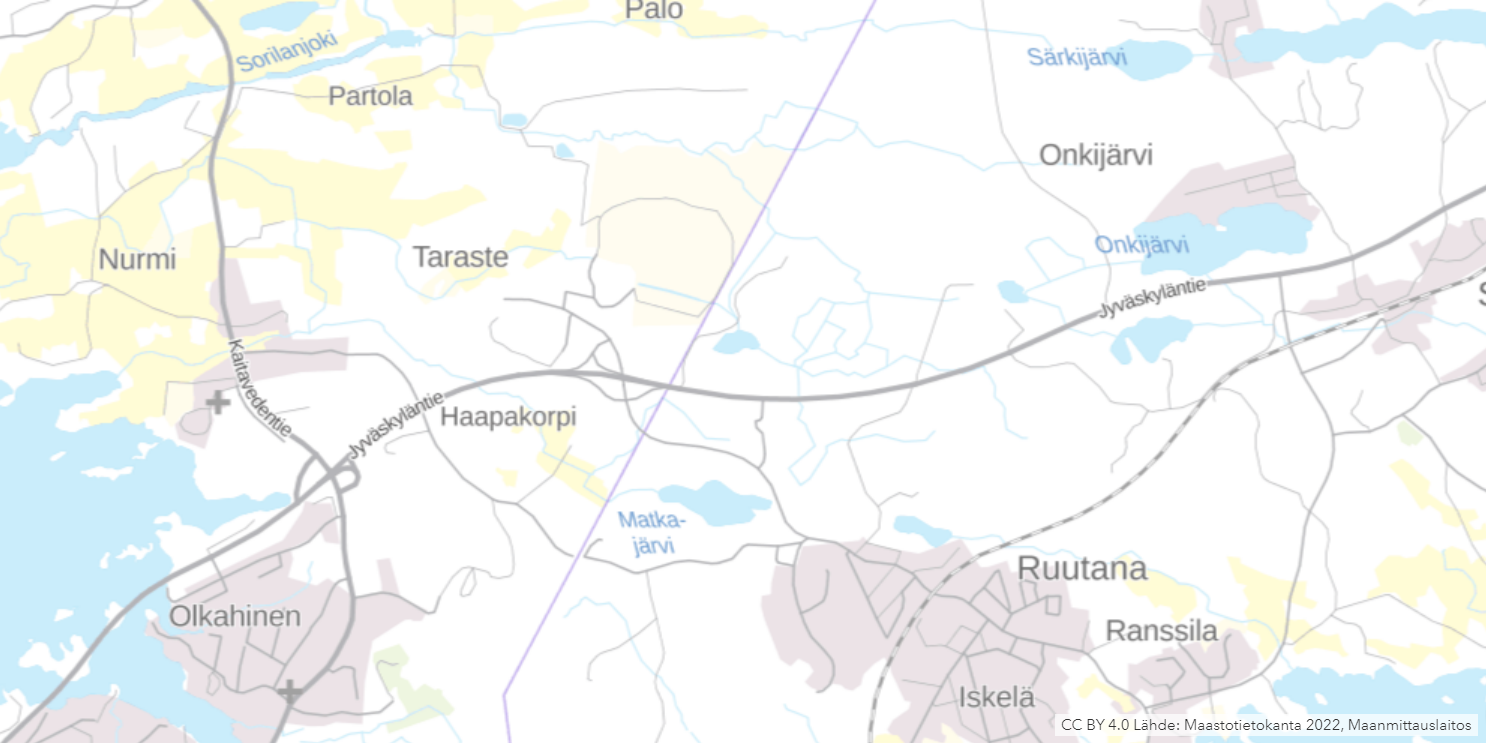 Palo
Sorilanjoki
Särkijärvi
Partola
Onkijärvi
Onkijärvi
Taraste
Nurmi
Jyväskyläntie
Kaitavedentie
Jyväskyläntie
Haapakorpi
Matka-
järvi
Ruutana
Olkahinen
Ranssila
Iskelä
CC BY 4.0 Lähde: Maastotietokanta 2022, Maanmittauslaitos